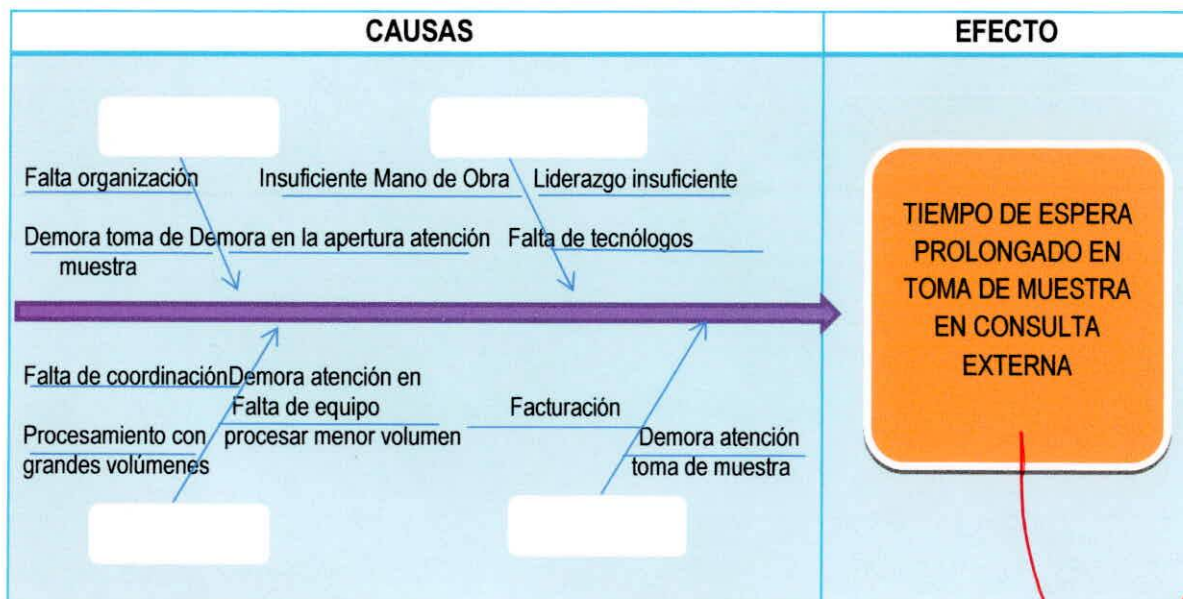 CAUSAS
EFECTO
Falta organización
Insuficiente Mano de Obra
Liderazgo insuficiente
Demora toma de
muestra
Demora en la apertura atención
Falta de tecnólogos
TIEMPO DE ESPERA
PROLONGADO EN
TOMA DE MUESTRA
EN CONSULTA
EXTERNA
Falta de coordinación
Demora atención en
Falta de equipo
procesar menor volumen
Procesamiento con
grandes volúmenes
Facturación
Demora atención
toma de muestra